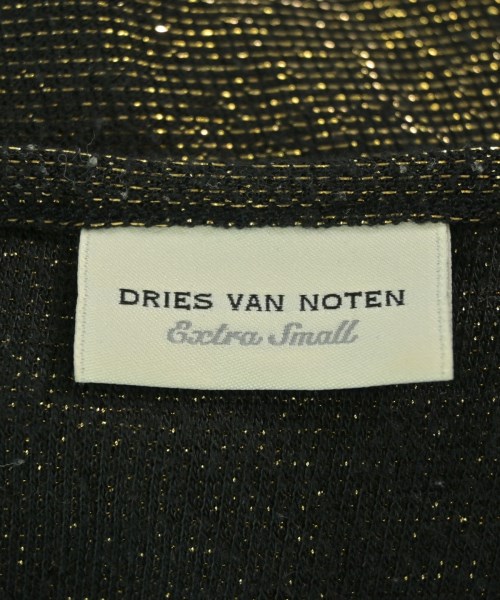 DRIES VAN NOTEN
Extra Small